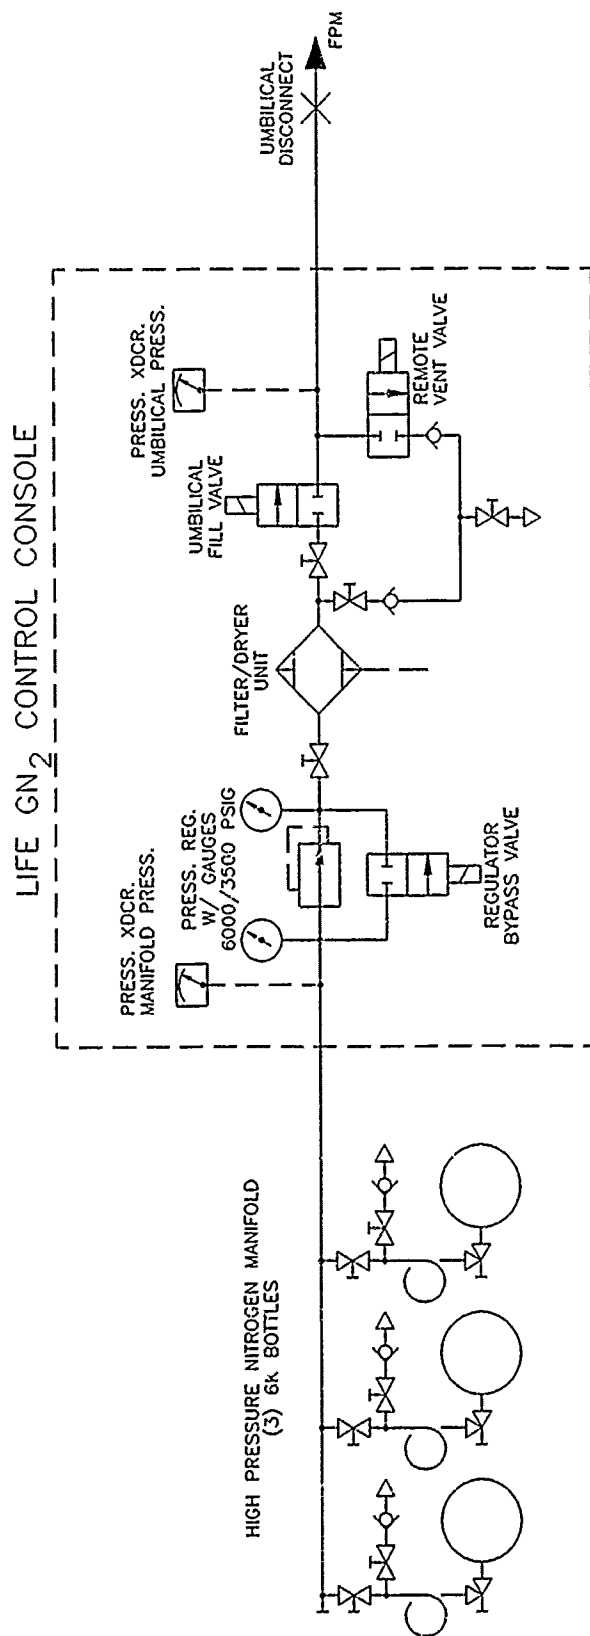 LIFE GN2 CONTROL CONSOLE
HIGH PRESSURE NITROGEN MANIFOLD
(3) 6K BOTTLES
PRESS. XDCR.
MANIFOLD PRESS.
PRESS. REG.
W/ GAUGES
6000/3500 PSIG
REGULATOR
BYPASS VALVE
FILTER/DRYER
UNIT
UMBILICAL
FILL VALVE
PRESS. XDCR.
UMBILICAL PRESS.
REMOTE
VENT VALVE
UMBILICAL
DISCONNECT
FPM